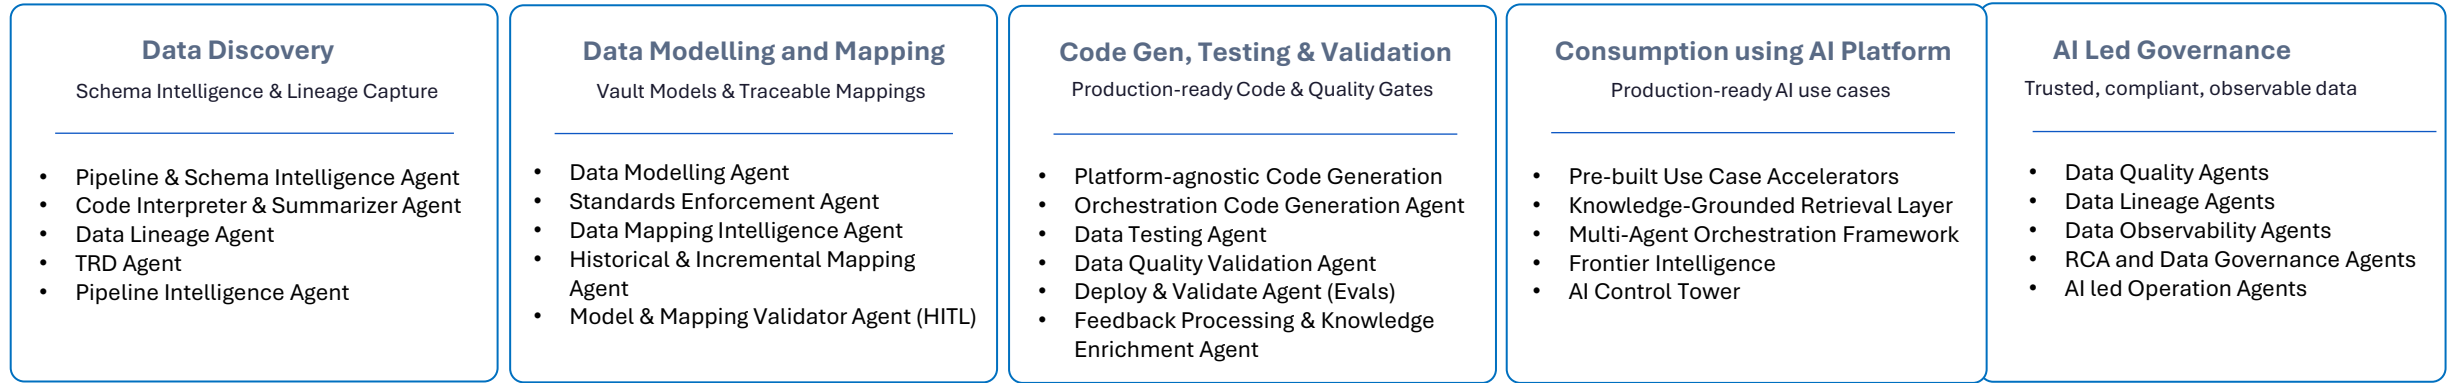 Data Discovery
Schema Intelligence & Lineage Capture
• Pipeline & Schema Intelligence Agent
• Code Interpreter & Summarizer Agent
• Data Lineage Agent
• TRD Agent
• Pipeline Intelligence Agent
Data Modelling and Mapping
Vault Models & Traceable Mappings
• Data Modelling Agent
• Standards Enforcement Agent
• Data Mapping Intelligence Agent
• Historical & Incremental Mapping
Agent
• Model & Mapping Validator Agent (HITL)
Code Gen, Testing & Validation
Production-ready Code & Quality Gates
• Platform-agnostic Code Generation
• Orchestration Code Generation Agent
• Data Testing Agent
• Data Quality Validation Agent
• Deploy & Validate Agent (Evals)
• Feedback Processing & Knowledge
Enrichment Agent
Consumption using AI Platform
Production-ready AI use cases
• Pre-built Use Case Accelerators
• Knowledge-Grounded Retrieval Layer
• Multi-Agent Orchestration Framework
• Frontier Intelligence
• AI Control Tower
AI Led Governance
Trusted, compliant, observable data
• Data Quality Agents
• Data Lineage Agents
• Data Observability Agents
• RCA and Data Governance Agents
• AI led Operation Agents